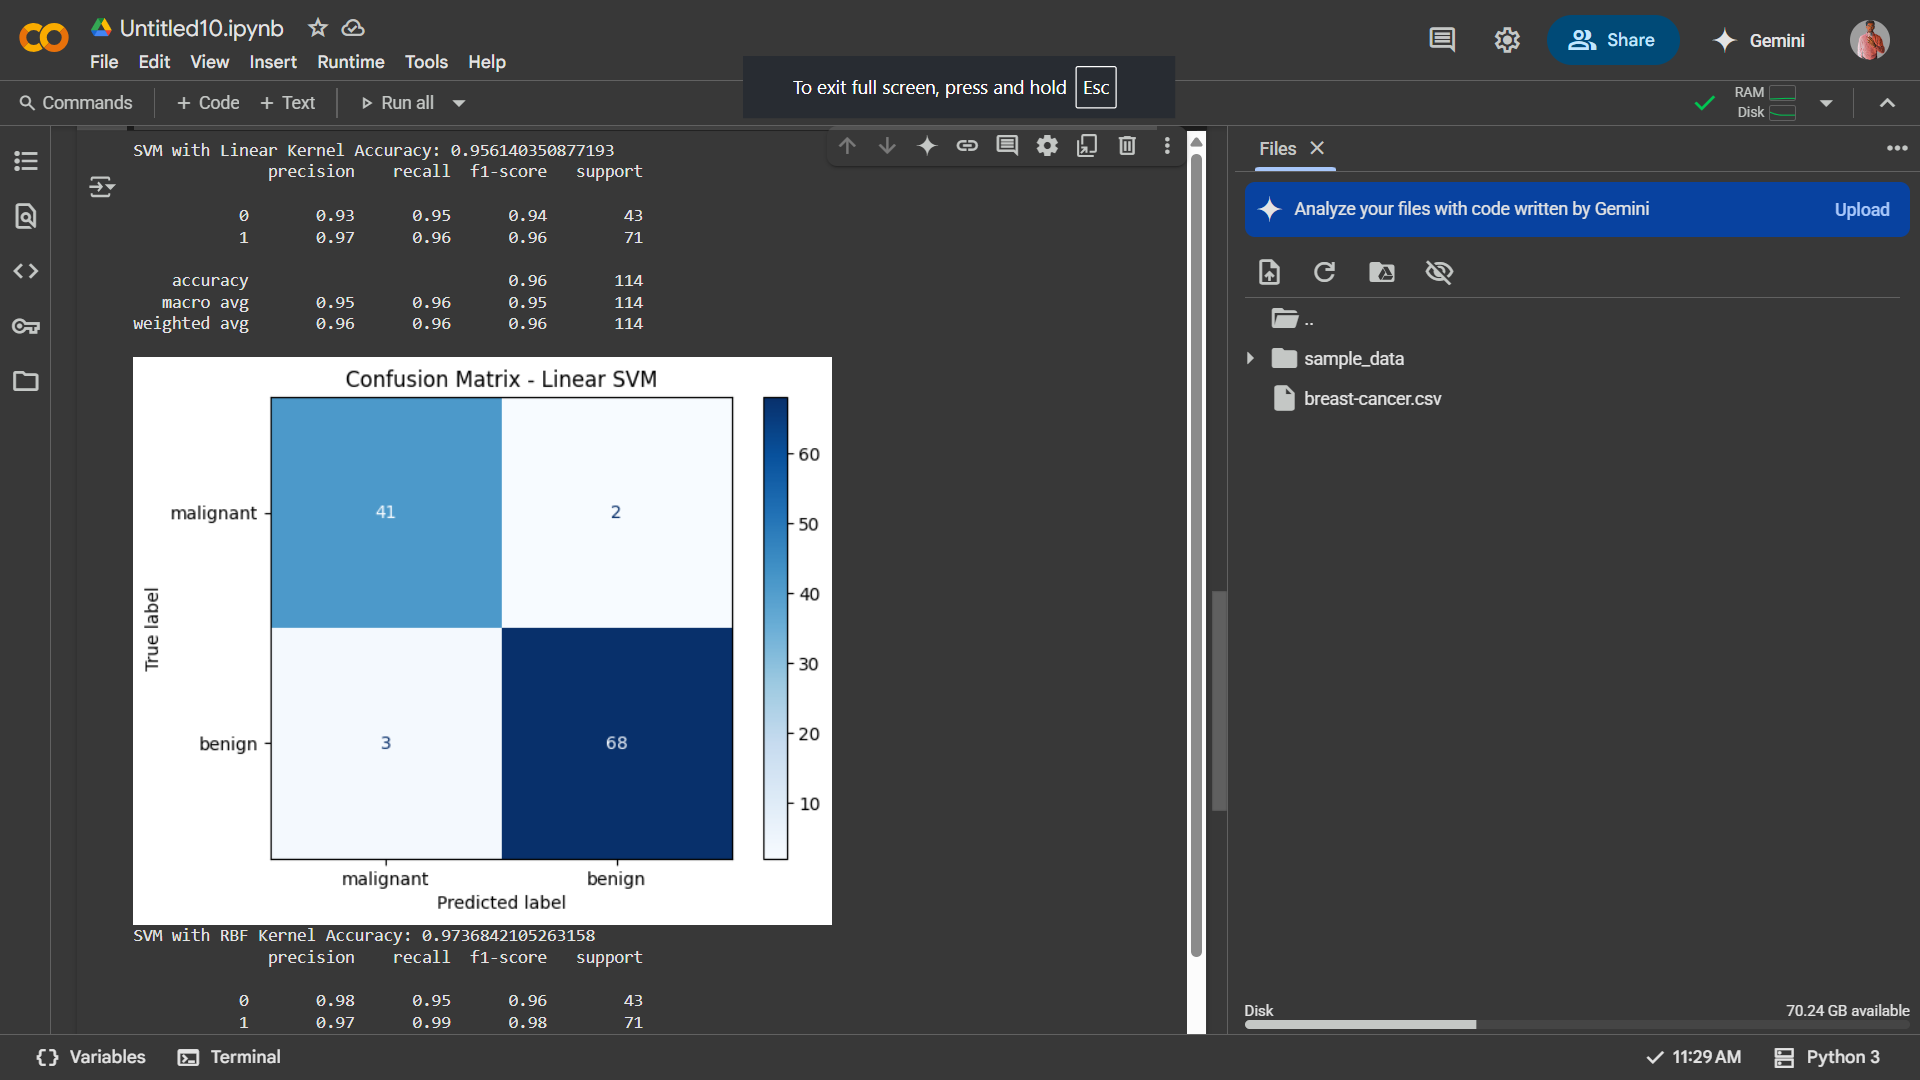 Untitled10.ipynb
File Edit View Insert Runtime Tools Help
Share
Gemini
To exit full screen, press and hold Esc
Commands + Code + Text Run all
RAM
Disk
SVM with Linear Kernel Accuracy: 0.956140350877193
precision recall f1-score support
0 0.93 0.95 0.94 43
1 0.97 0.96 0.96 71
accuracy 0.96 114
macro avg 0.95 0.96 0.95 114
weighted avg 0.96 0.96 0.96 114
Confusion Matrix - Linear SVM
malignant
benign
True label
41 2
3 68
malignant benign
Predicted label
60
50
40
30
20
10
SVM with RBF Kernel Accuracy: 0.9736842105263158
precision recall f1-score support
0 0.98 0.95 0.96 43
1 0.97 0.99 0.98 71
Files
Analyze your files with code written by Gemini Upload
..
sample_data
breast-cancer.csv
Disk 70.24 GB available
Variables Terminal
11:29 AM Python 3